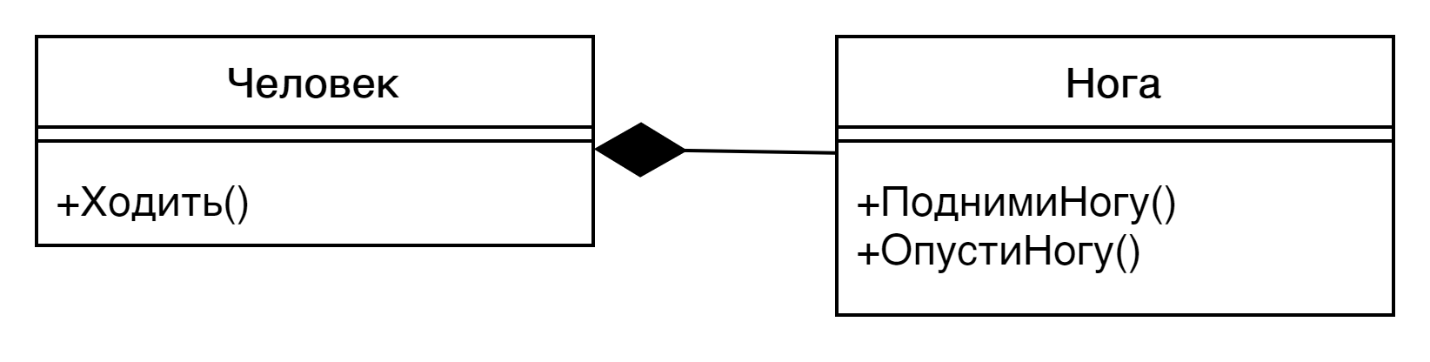 Человек
+Ходить()
Нога
+ПоднимиНогу()
+ОпустиНогу()